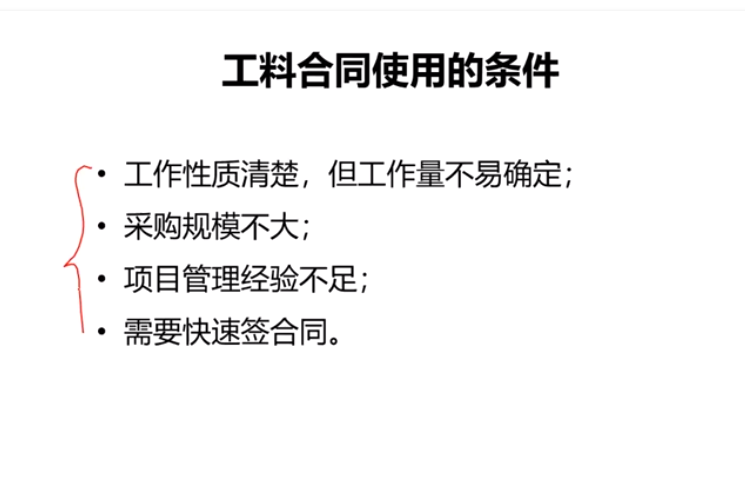 工料合同使用的条件
• 工作性质清楚，但工作量不易确定；
• 采购规模不大；
• 项目管理经验不足；
• 需要快速签合同。